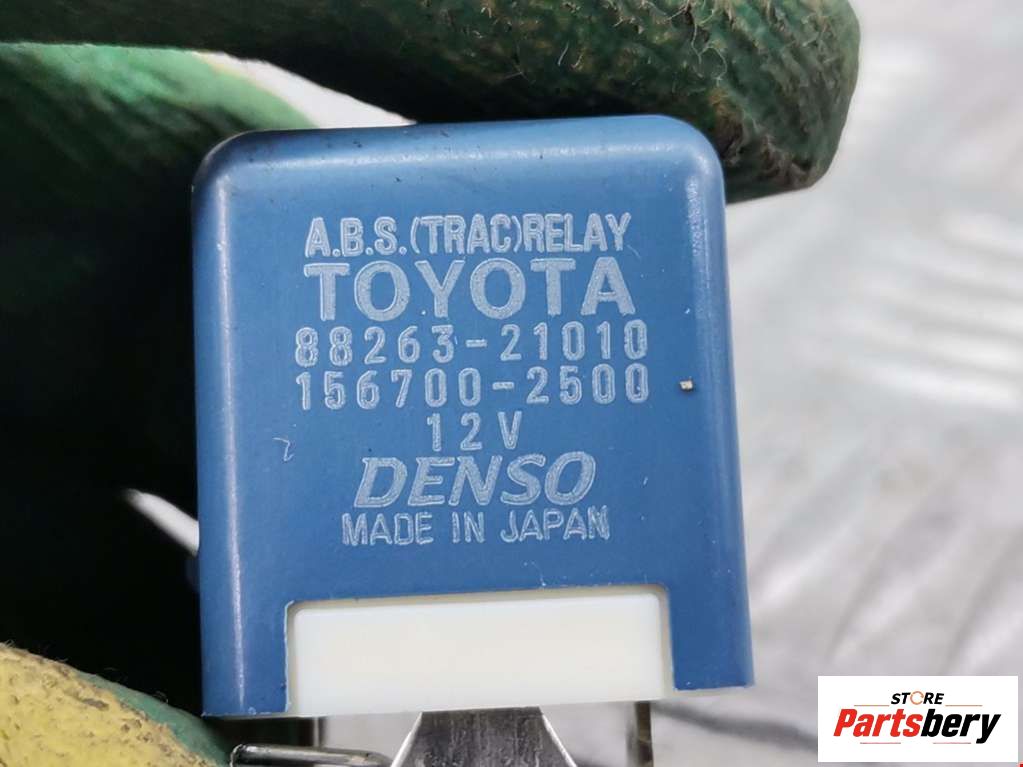 A.B.S.(TRAC)RELAY
TOYOTA
88263-21010
156700-2500
12V
DENSO
MADE IN JAPAN
STORE
Partsbery